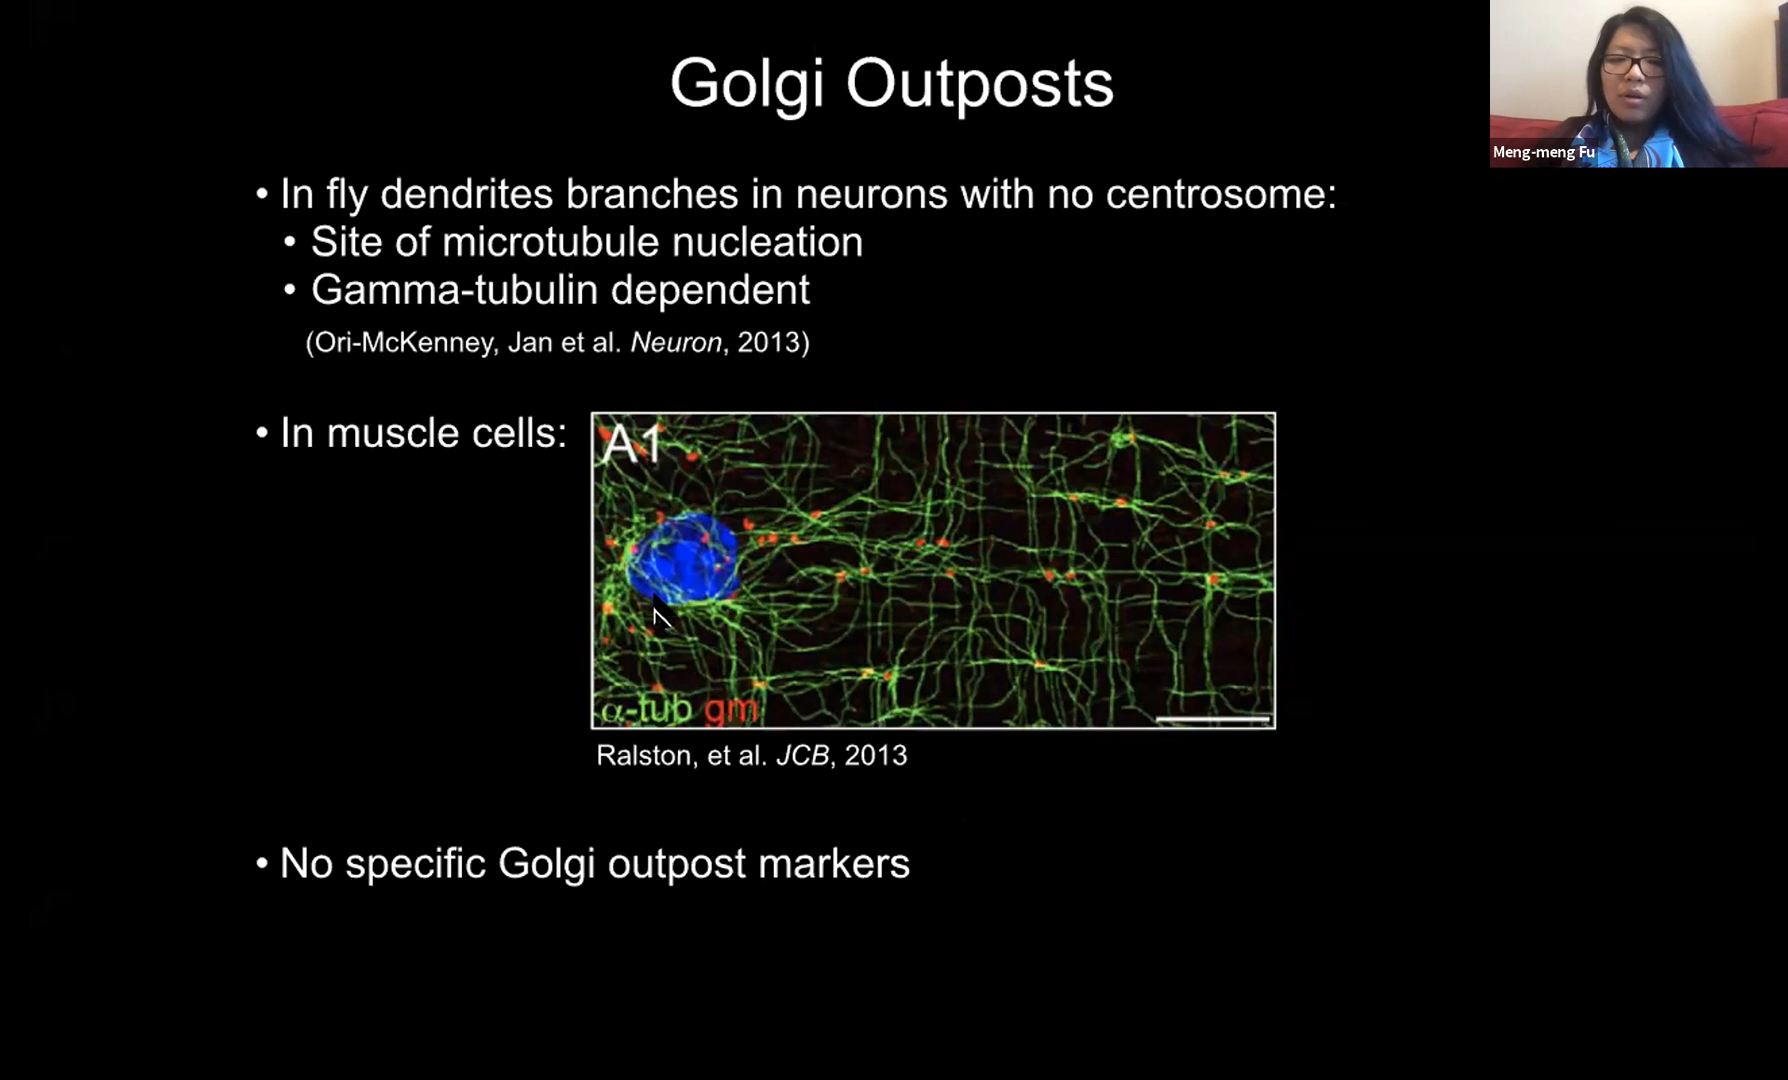 Golgi Outposts
Meng-meng Fu
• In fly dendrites branches in neurons with no centrosome:
• Site of microtubule nucleation
• Gamma-tubulin dependent
(Ori-McKenney, Jan et al. Neuron, 2013)
• In muscle cells:
A1
α-tub gm
Ralston, et al. JCB, 2013
• No specific Golgi outpost markers